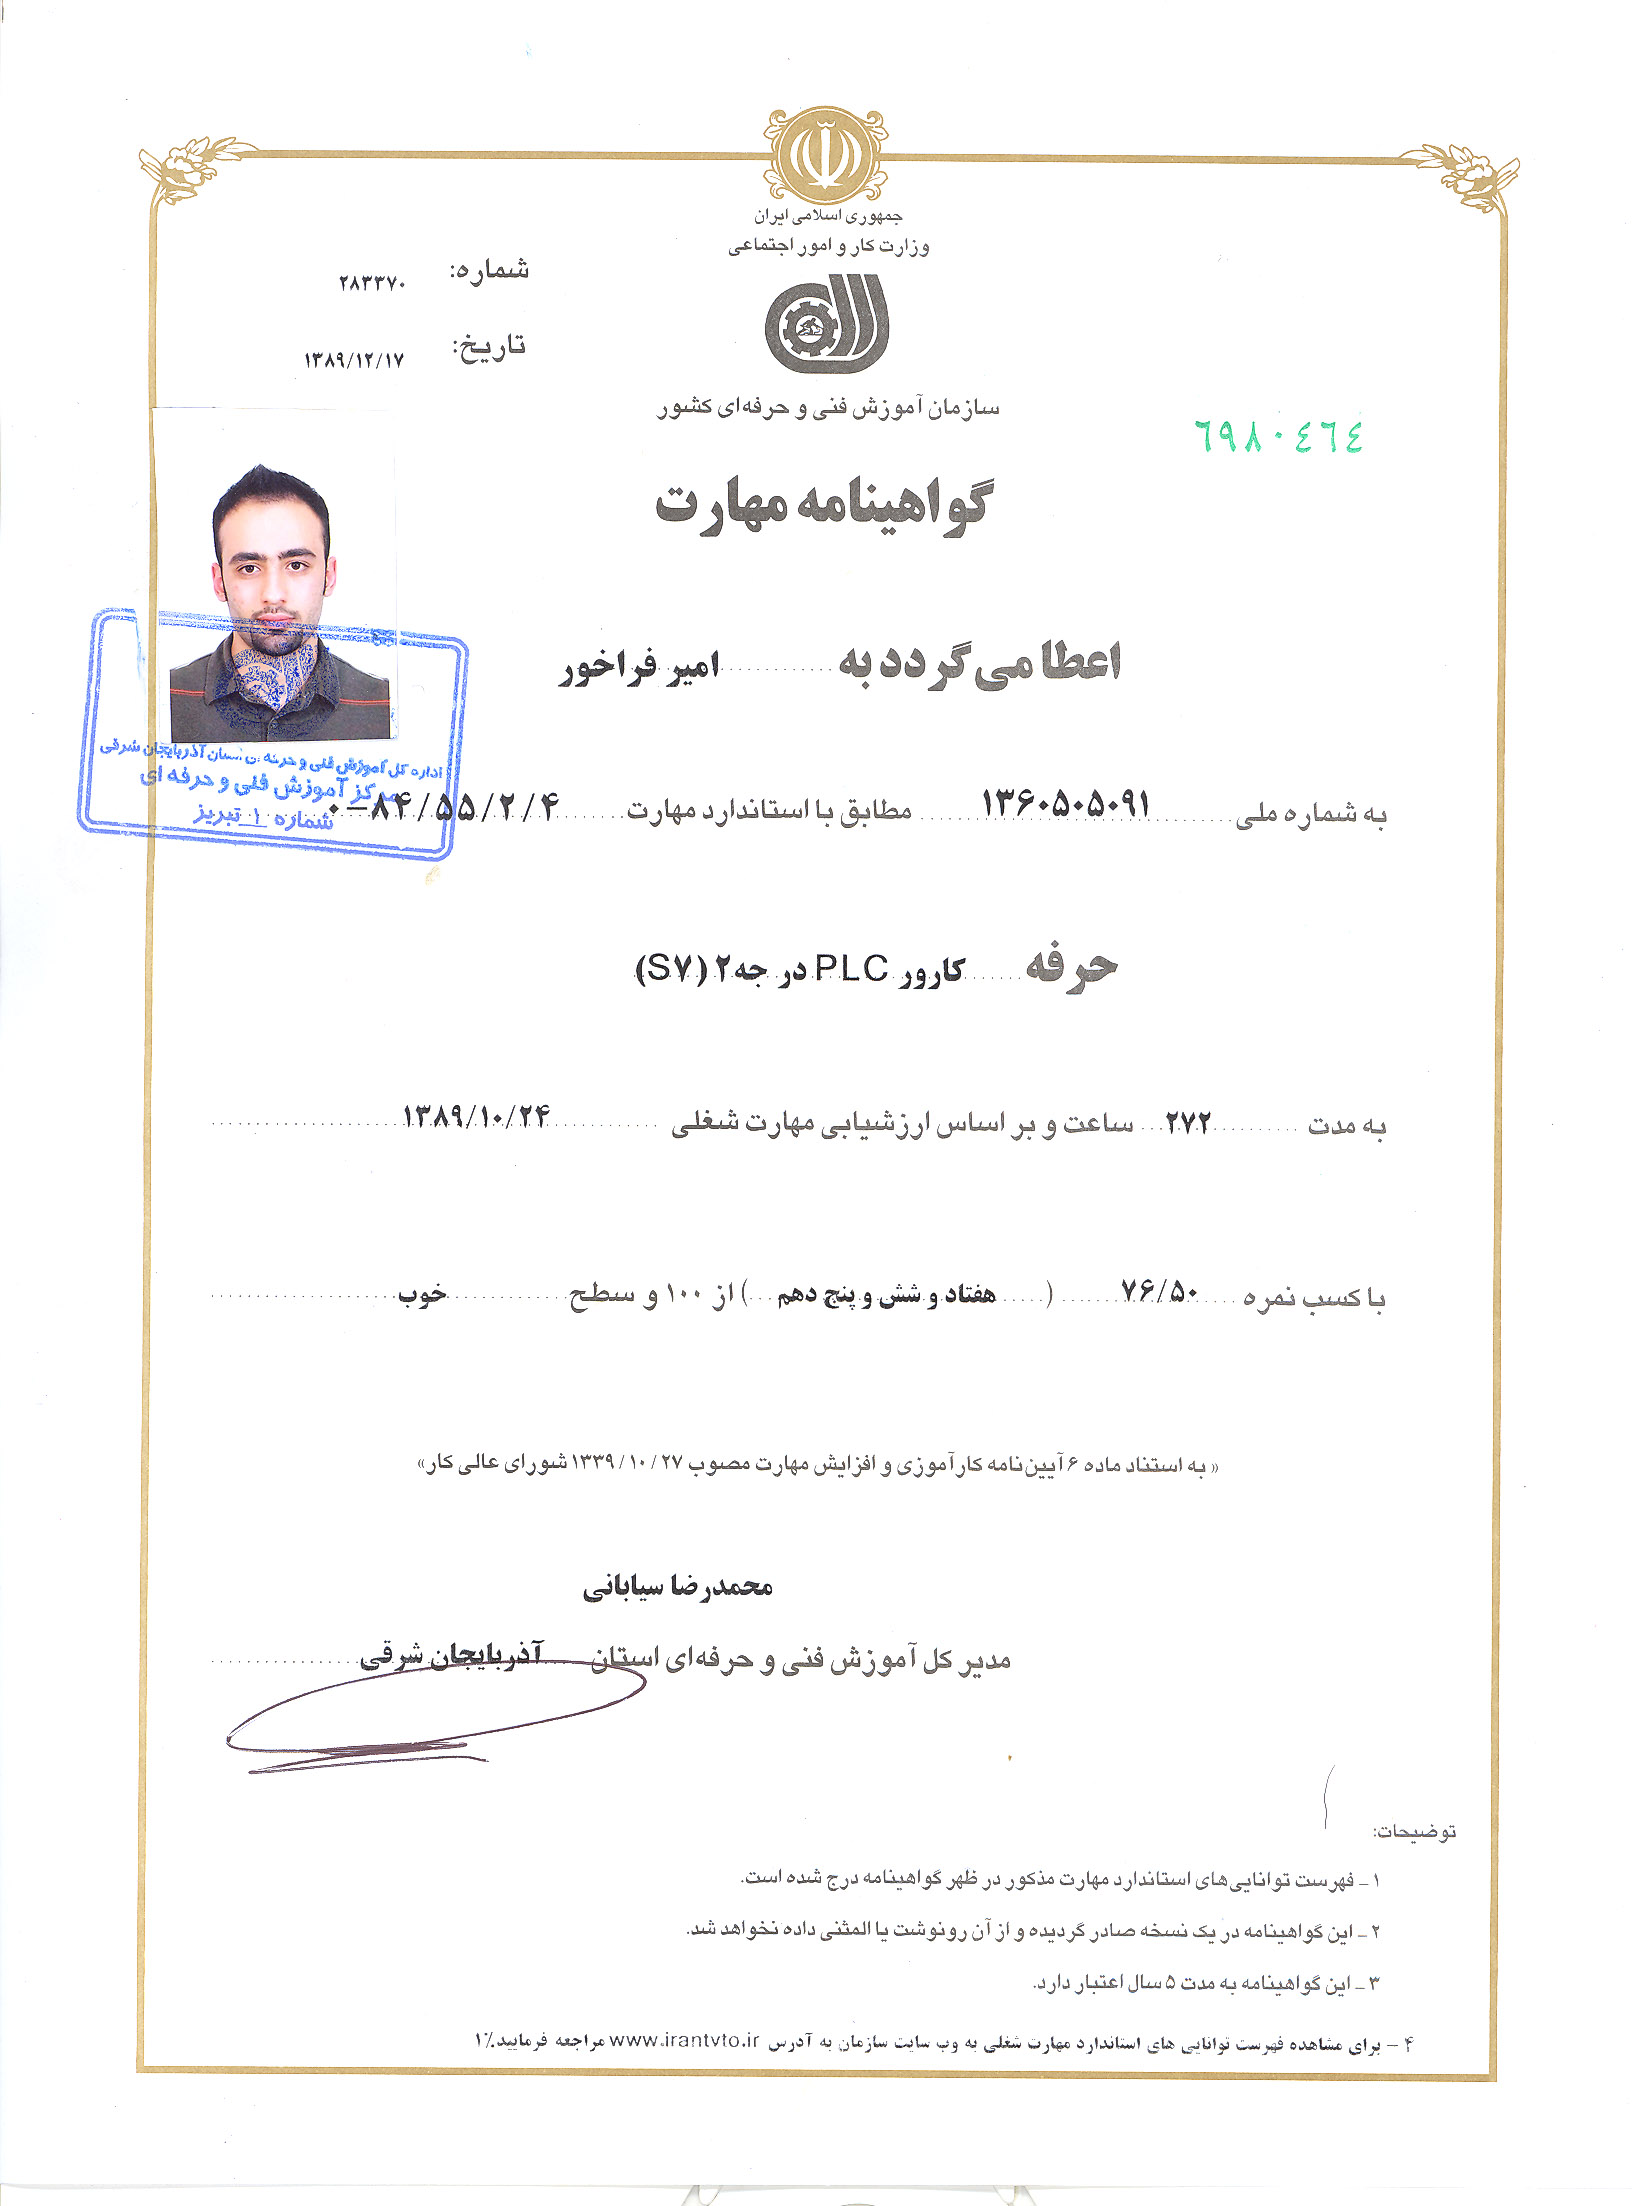 جمهوری اسلامی ایران
وزارت کار و امور اجتماعی
شماره: ۲۸۳۳۷۰
تاریخ: ۱۳۸۹/۱۲/۱۷
سازمان آموزش فنی و حرفه‌ای کشور
٦٩٨٠٤٦٤
گواهینامه مهارت
اعطا می‌گردد به امیر فراخور
به شماره ملی ۱۳۶۰۵۰۵۰۹۱ مطابق با استاندارد مهارت ۰-۸۴/۵۵/۲/۴
اداره کل آموزش فنی و حرفه ای استان آذربایجان شرقی
مرکز آموزش فنی و حرفه ای
شماره ۱ تبریز
حرفه کارور PLC درجه۲ (S۷)
به مدت ۲۷۲ ساعت و بر اساس ارزشیابی مهارت شغلی ۱۳۸۹/۱۰/۲۴
با کسب نمره ۷۶/۵۰ ( هفتاد و شش و پنج دهم ) از ۱۰۰ و سطح خوب
« به استناد ماده ۶ آیین‌نامه کارآموزی و افزایش مهارت مصوب ۱۳۳۹/۱۰/۲۷ شورای عالی کار»
محمدرضا سیابانی
مدیر کل آموزش فنی و حرفه‌ای استان آذربایجان شرقی
توضیحات:
۱ ـ فهرست توانایی‌های استاندارد مهارت مذکور در ظهر گواهینامه درج شده است.
۲ ـ این گواهینامه در یک نسخه صادر گردیده و از آن رونوشت یا المثنی داده نخواهد شد.
۳ ـ این گواهینامه به مدت ۵ سال اعتبار دارد.
۴ - برای مشاهده فهرست توانایی های استاندارد مهارت شغلی به وب سایت سازمان به آدرس www.irantvto.ir مراجعه فرمایید.٪۱